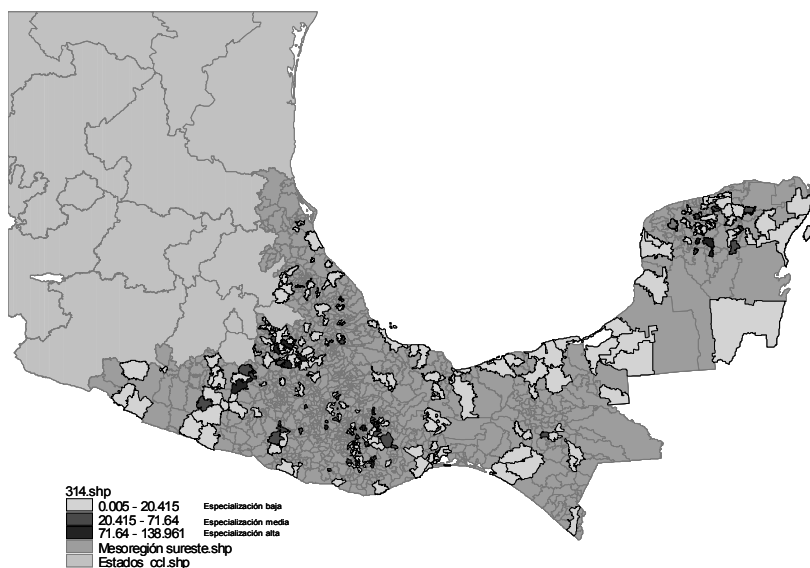 314.shp
0.005 - 20.415 Especialización baja
20.415 - 71.64 Especialización media
71.64 - 138.961 Especialización alta
Mesoregión sureste.shp
Estados_ccl.shp